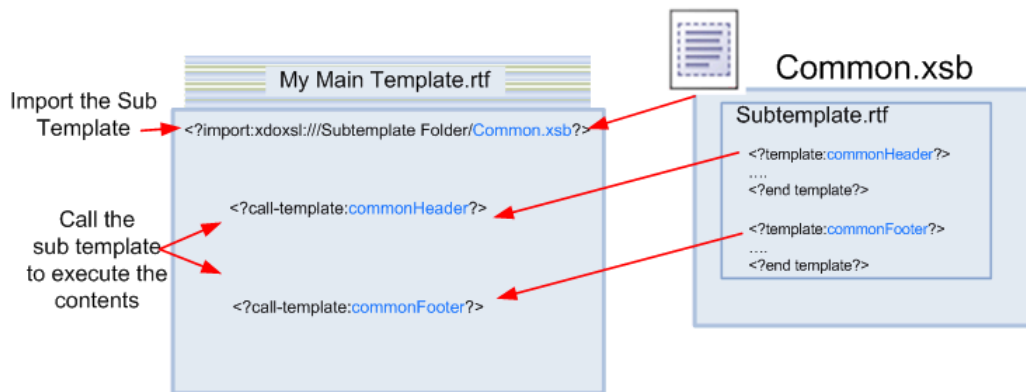 Common.xsb
My Main Template.rtf
Import the Sub
Template
<?import:xdoxsl:///Subtemplate Folder/Common.xsb?>
Subtemplate.rtf
<?template:commonHeader?>
....
<?end template?>
<?call-template:commonHeader?>
Call the
sub template
to execute the
contents
<?template:commonFooter?>
....
<?end template?>
<?call-template:commonFooter?>